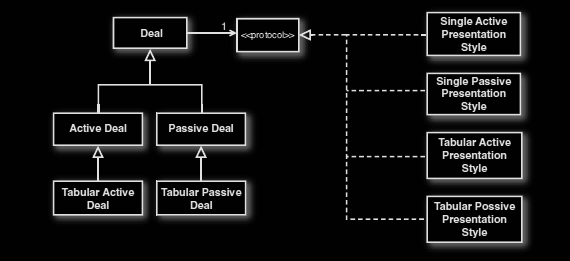 Deal
1
<<protocol>>
Single Active
Presentation
Style
Single Passive
Presentation
Style
Active Deal
Passive Deal
Tabular Active
Presentation
Style
Tabular Active
Deal
Tabular Passive
Deal
Tabular Possive
Presentation
Style